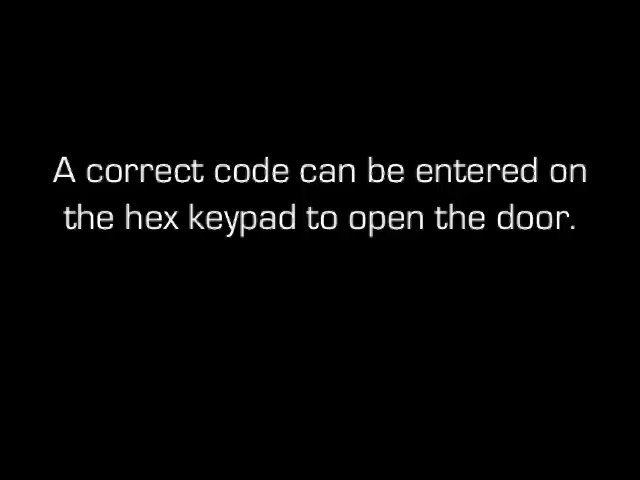 A correct code can be entered on
the hex keypad to open the door.